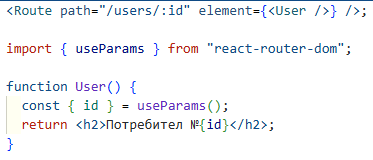 <Route path="/users/:id" element={<User />} />;
import { useParams } from "react-router-dom";
function User() {
const { id } = useParams();
return <h2>Потребител №{id}</h2>;
}